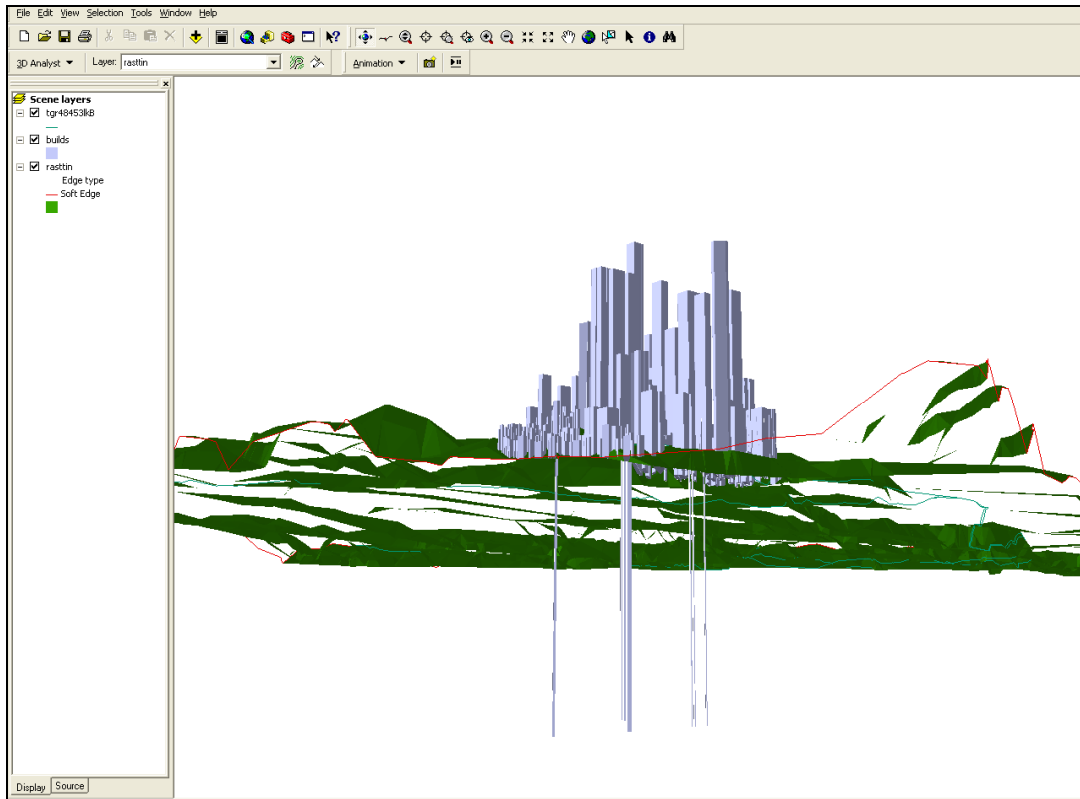 File Edit View Selection Tools Window Help
3D Analyst Layer: rasttin Animation
Scene layers
tgr48453lkB
builds
rasttin
Edge type
Soft Edge
Display Source